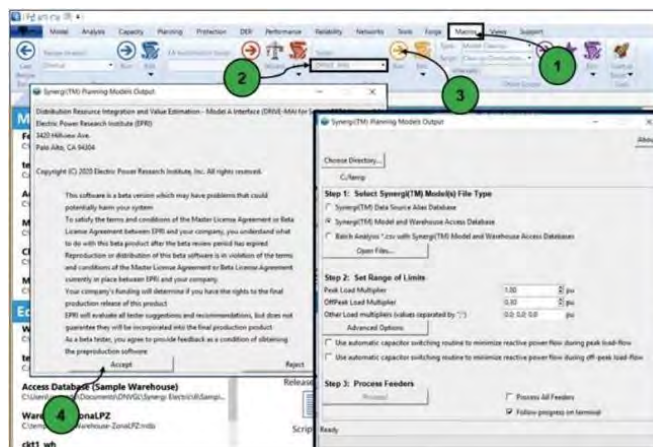 Model Analysis Capacity Planning Protection DER Performance Reliability Networks Tools Forge Macros Views Support
1
2
3
Synergi(TM) Planning Models Output
Distribution Resource Integration and Value Estimation - Model A Interface (DRIVE-MAI) for
Electric Power Research Institute (EPRI)
3420 Hillview Ave.
Palo Alto, CA 94304
Copyright (C) 2020 Electric Power Research Institute, Inc. All rights reserved.
This software is a beta version which may have problems that could
potentially harm your system
To satisfy the terms and conditions of the Master License Agreement or Beta
License Agreement between EPRI and your company, you understand what
to do with this beta product after the beta review period has expired
Reproduction or distribution of this beta software is in violation of the terms
and conditions of the Master License Agreement or Beta License Agreement
currently in place between EPRI and your company.
Your company's funding will determine if you have the rights to the final
production release of this product
EPRI will evaluate all tester suggestions and recommendations, but does not
guarantee they will be incorporated into the final production product
As a beta tester, you agree to provide feedback as a condition of obtaining
the preproduction software
Accept Reject
4
Synergi(TM) Planning Models Output
Abou
Choose Directory...
C:/temp
Step 1: Select Synergi(TM) Model(s) File Type
Synergi(TM) Data Source Alias Database
Synergi(TM) Model and Warehouse Access Database
Batch Analysis *.csv with Synergi(TM) Model and Warehouse Access Databases
Open Files...
Step 2: Set Range of Limits
Peak Load Multiplier 1.00 pu
OffPeak Load Multiplier 0.30 pu
Other Load multipliers (values separated by ";") 0.0; 0.0; 0.0 pu
Advanced Options
Use automatic capacitor switching routine to minimize reactive power flow during peak load-flow
Use automatic capacitor switching routine to minimize reactive power flow during off-peak load-flow
Step 3: Process Feeders
Proceed Process All Feeders
Follow progress on terminal
Ready
Access Database (Sample Warehouse)
Release
Script
ckt1_wh